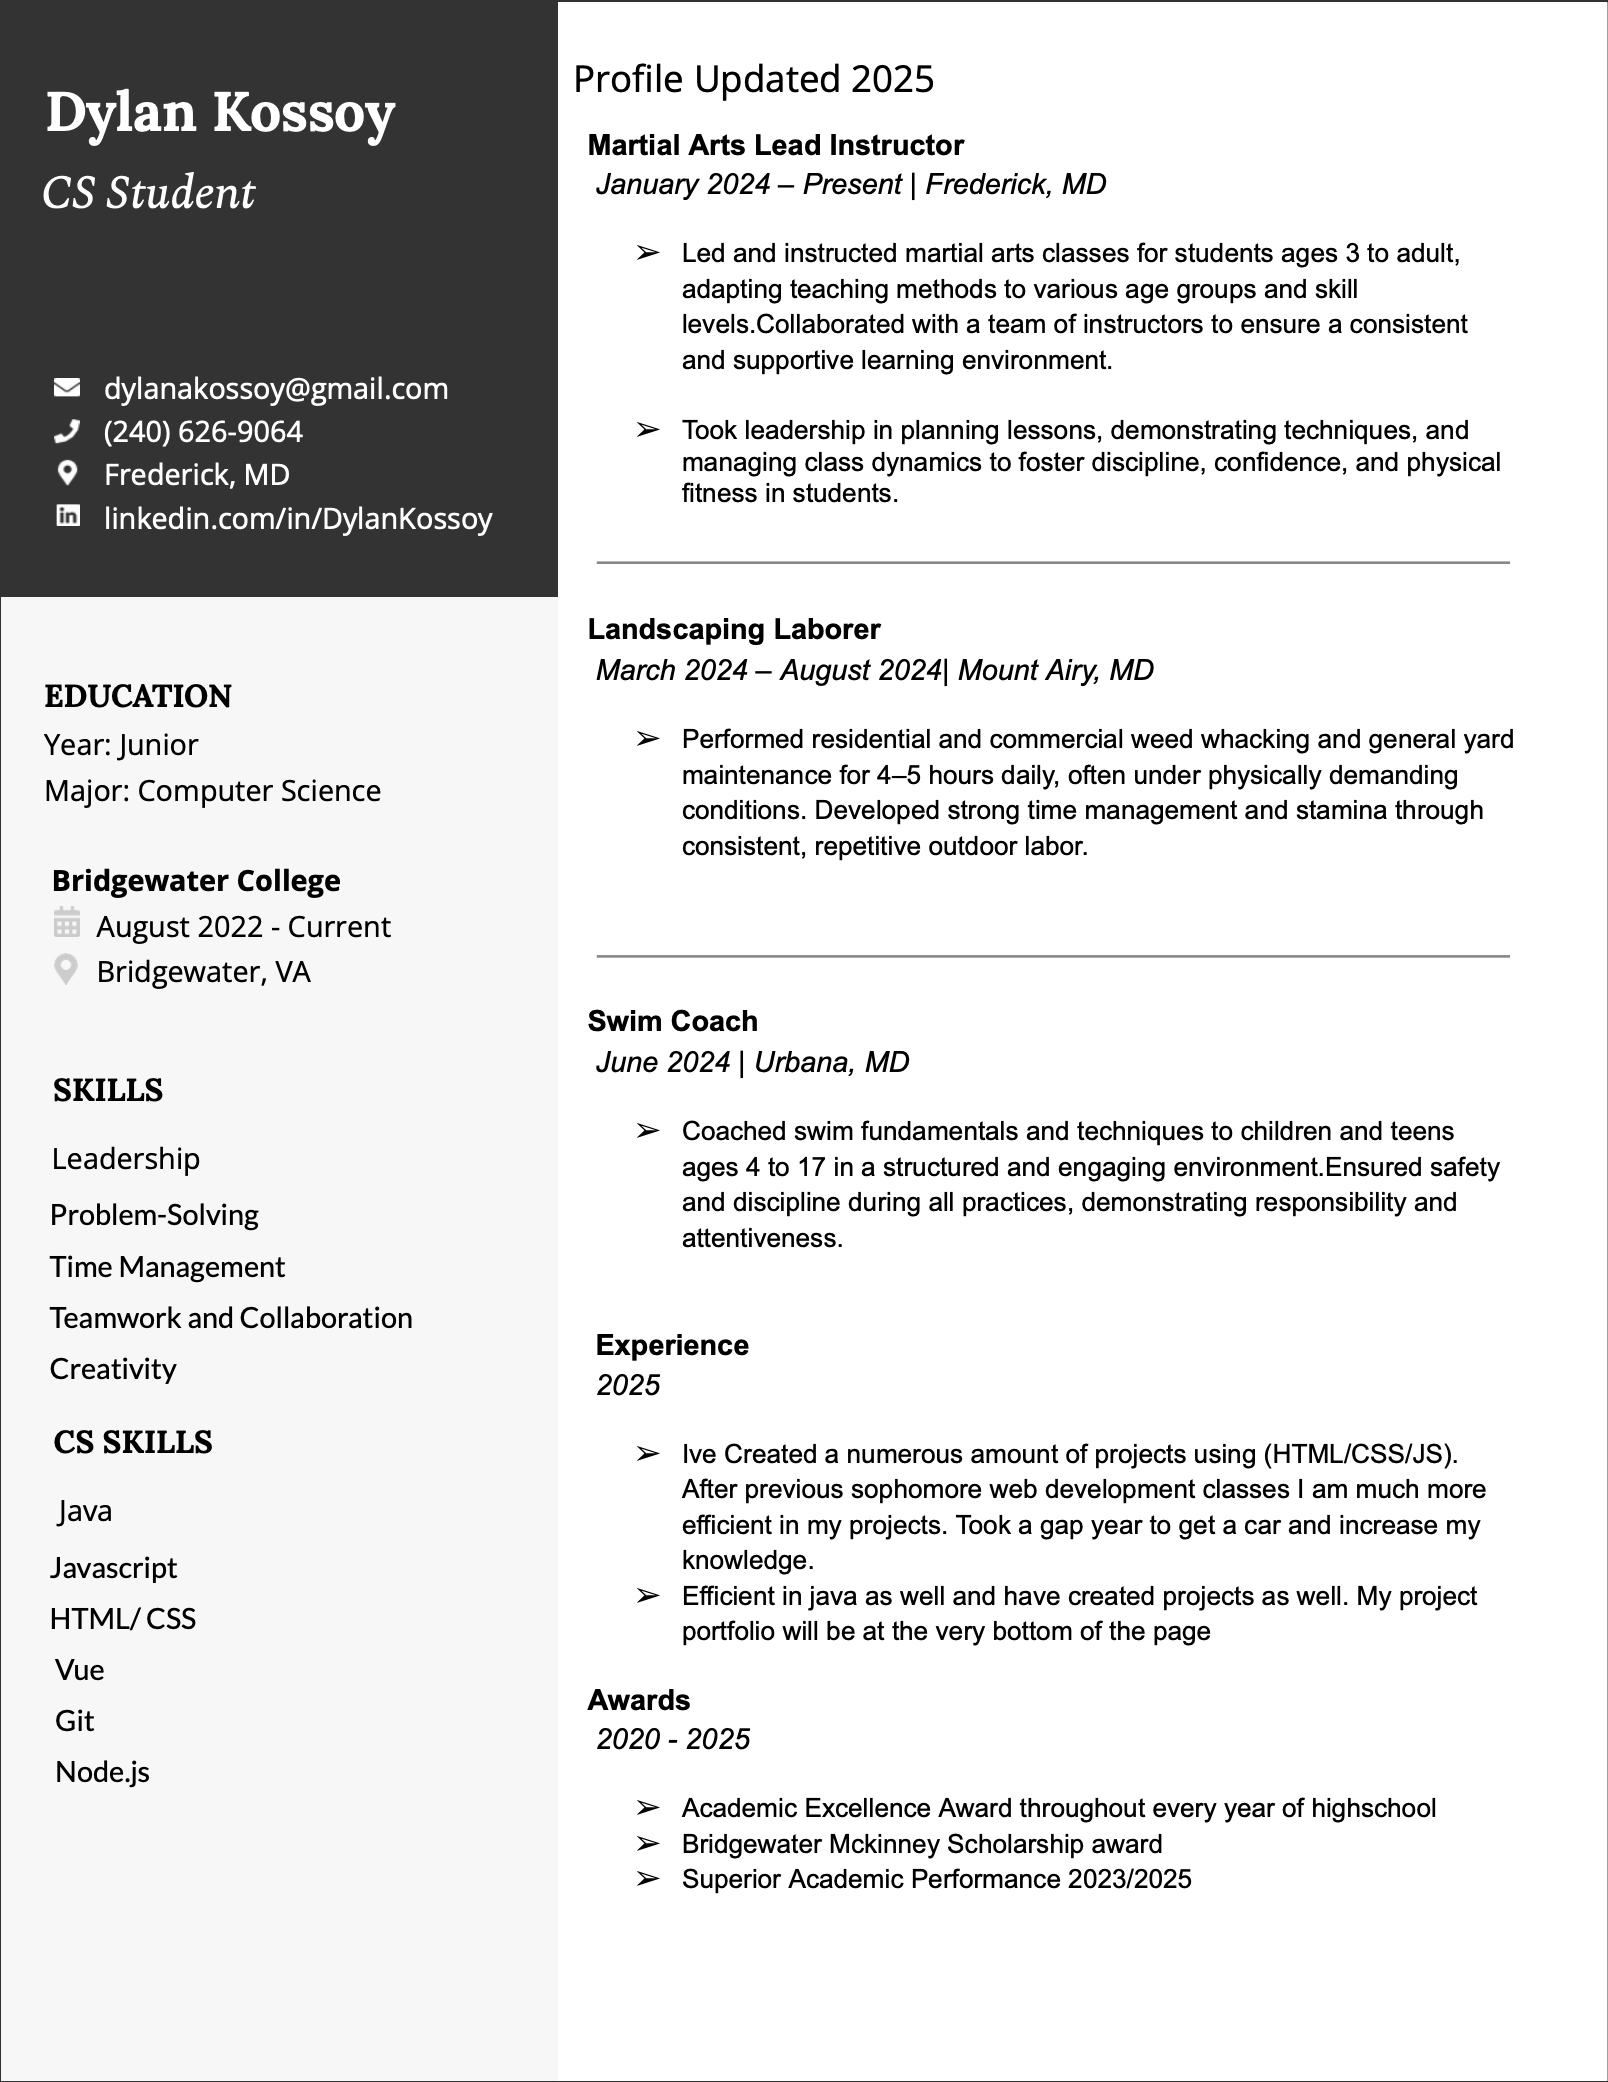 Dylan Kossoy
CS Student
dylanakossoy@gmail.com
(240) 626-9064
Frederick, MD
linkedin.com/in/DylanKossoy
EDUCATION
Year: Junior
Major: Computer Science
Bridgewater College
August 2022 - Current
Bridgewater, VA
SKILLS
Leadership
Problem-Solving
Time Management
Teamwork and Collaboration
Creativity
CS SKILLS
Java
Javascript
HTML/ CSS
Vue
Git
Node.js
Profile Updated 2025
Martial Arts Lead Instructor
January 2024 – Present | Frederick, MD
➢ Led and instructed martial arts classes for students ages 3 to adult,
adapting teaching methods to various age groups and skill
levels.Collaborated with a team of instructors to ensure a consistent
and supportive learning environment.
➢ Took leadership in planning lessons, demonstrating techniques, and
managing class dynamics to foster discipline, confidence, and physical
fitness in students.
Landscaping Laborer
March 2024 – August 2024| Mount Airy, MD
➢ Performed residential and commercial weed whacking and general yard
maintenance for 4–5 hours daily, often under physically demanding
conditions. Developed strong time management and stamina through
consistent, repetitive outdoor labor.
Swim Coach
June 2024 | Urbana, MD
➢ Coached swim fundamentals and techniques to children and teens
ages 4 to 17 in a structured and engaging environment.Ensured safety
and discipline during all practices, demonstrating responsibility and
attentiveness.
Experience
2025
➢ Ive Created a numerous amount of projects using (HTML/CSS/JS).
After previous sophomore web development classes I am much more
efficient in my projects. Took a gap year to get a car and increase my
knowledge.
➢ Efficient in java as well and have created projects as well. My project
portfolio will be at the very bottom of the page
Awards
2020 - 2025
➢ Academic Excellence Award throughout every year of highschool
➢ Bridgewater Mckinney Scholarship award
➢ Superior Academic Performance 2023/2025